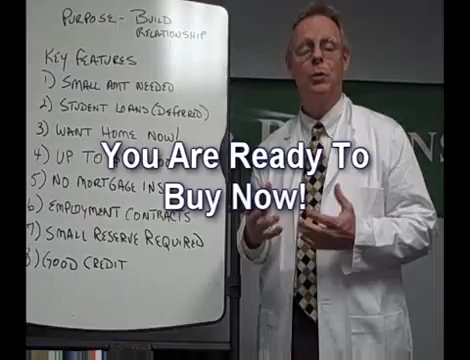 PURPOSE - BUILD
RELATIONSHIP
KEY FEATURES
1) SMALL AMT NEEDED
2) STUDENT LOANS (DEFERRED)
3) WANT HOME NOW!
4) UP TO
5) NO MORTGAGE INS
6) EMPLOYMENT CONTRACTS
7) SMALL RESERVE REQUIRED
8) GOOD CREDIT
You Are Ready To
Buy Now!